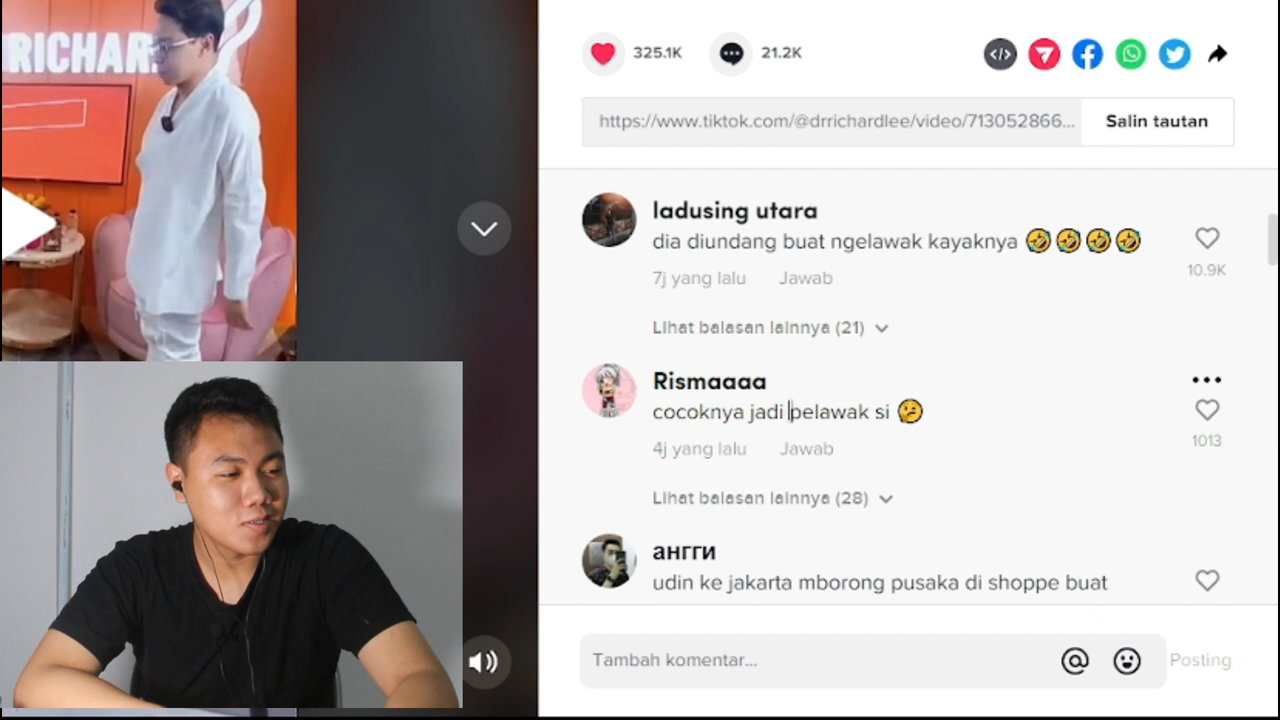 RICHAR
325.1K
21.2K
https://www.tiktok.com/@drrichardlee/video/713052866...
Salin tautan
ladusing utara
dia diundang buat ngelawak kayaknya 🤣🤣🤣🤣
10.9K
7j yang lalu Jawab
Lihat balasan lainnya (21)
Rismaaaa
cocoknya jadi pelawak si 🫤
1013
4j yang lalu Jawab
Lihat balasan lainnya (28)
ангги
udin ke jakarta mborong pusaka di shoppe buat
Tambah komentar...
Posting